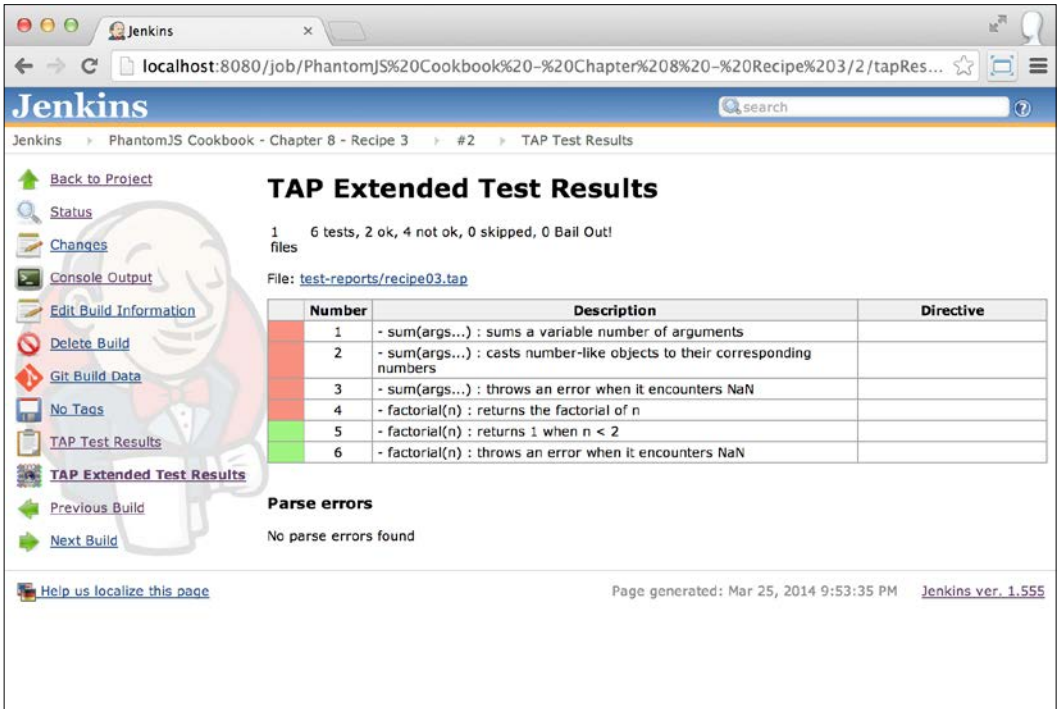 Jenkins
localhost:8080/job/PhantomJS%20Cookbook%20-%20Chapter%208%20-%20Recipe%203/2/tapRes...
Jenkins
search
Jenkins PhantomJS Cookbook - Chapter 8 - Recipe 3 #2 TAP Test Results
Back to Project
Status
Changes
Console Output
Edit Build Information
Delete Build
Git Build Data
No Tags
TAP Test Results
TAP Extended Test Results
Previous Build
Next Build
TAP Extended Test Results
1 6 tests, 2 ok, 4 not ok, 0 skipped, 0 Bail Out!
files
File: test-reports/recipe03.tap
Number Description Directive
1 - sum(args...) : sums a variable number of arguments
2 - sum(args...) : casts number-like objects to their corresponding
numbers
3 - sum(args...) : throws an error when it encounters NaN
4 - factorial(n) : returns the factorial of n
5 - factorial(n) : returns 1 when n < 2
6 - factorial(n) : throws an error when it encounters NaN
Parse errors
No parse errors found
Help us localize this page
Page generated: Mar 25, 2014 9:53:35 PM Jenkins ver. 1.555